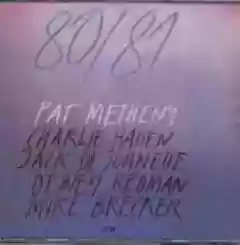 80/81
PAT METHENY
CHARLIE HADEN
JACK DEJOHNETTE
DEWEY REDMAN
MIKE BRECKER